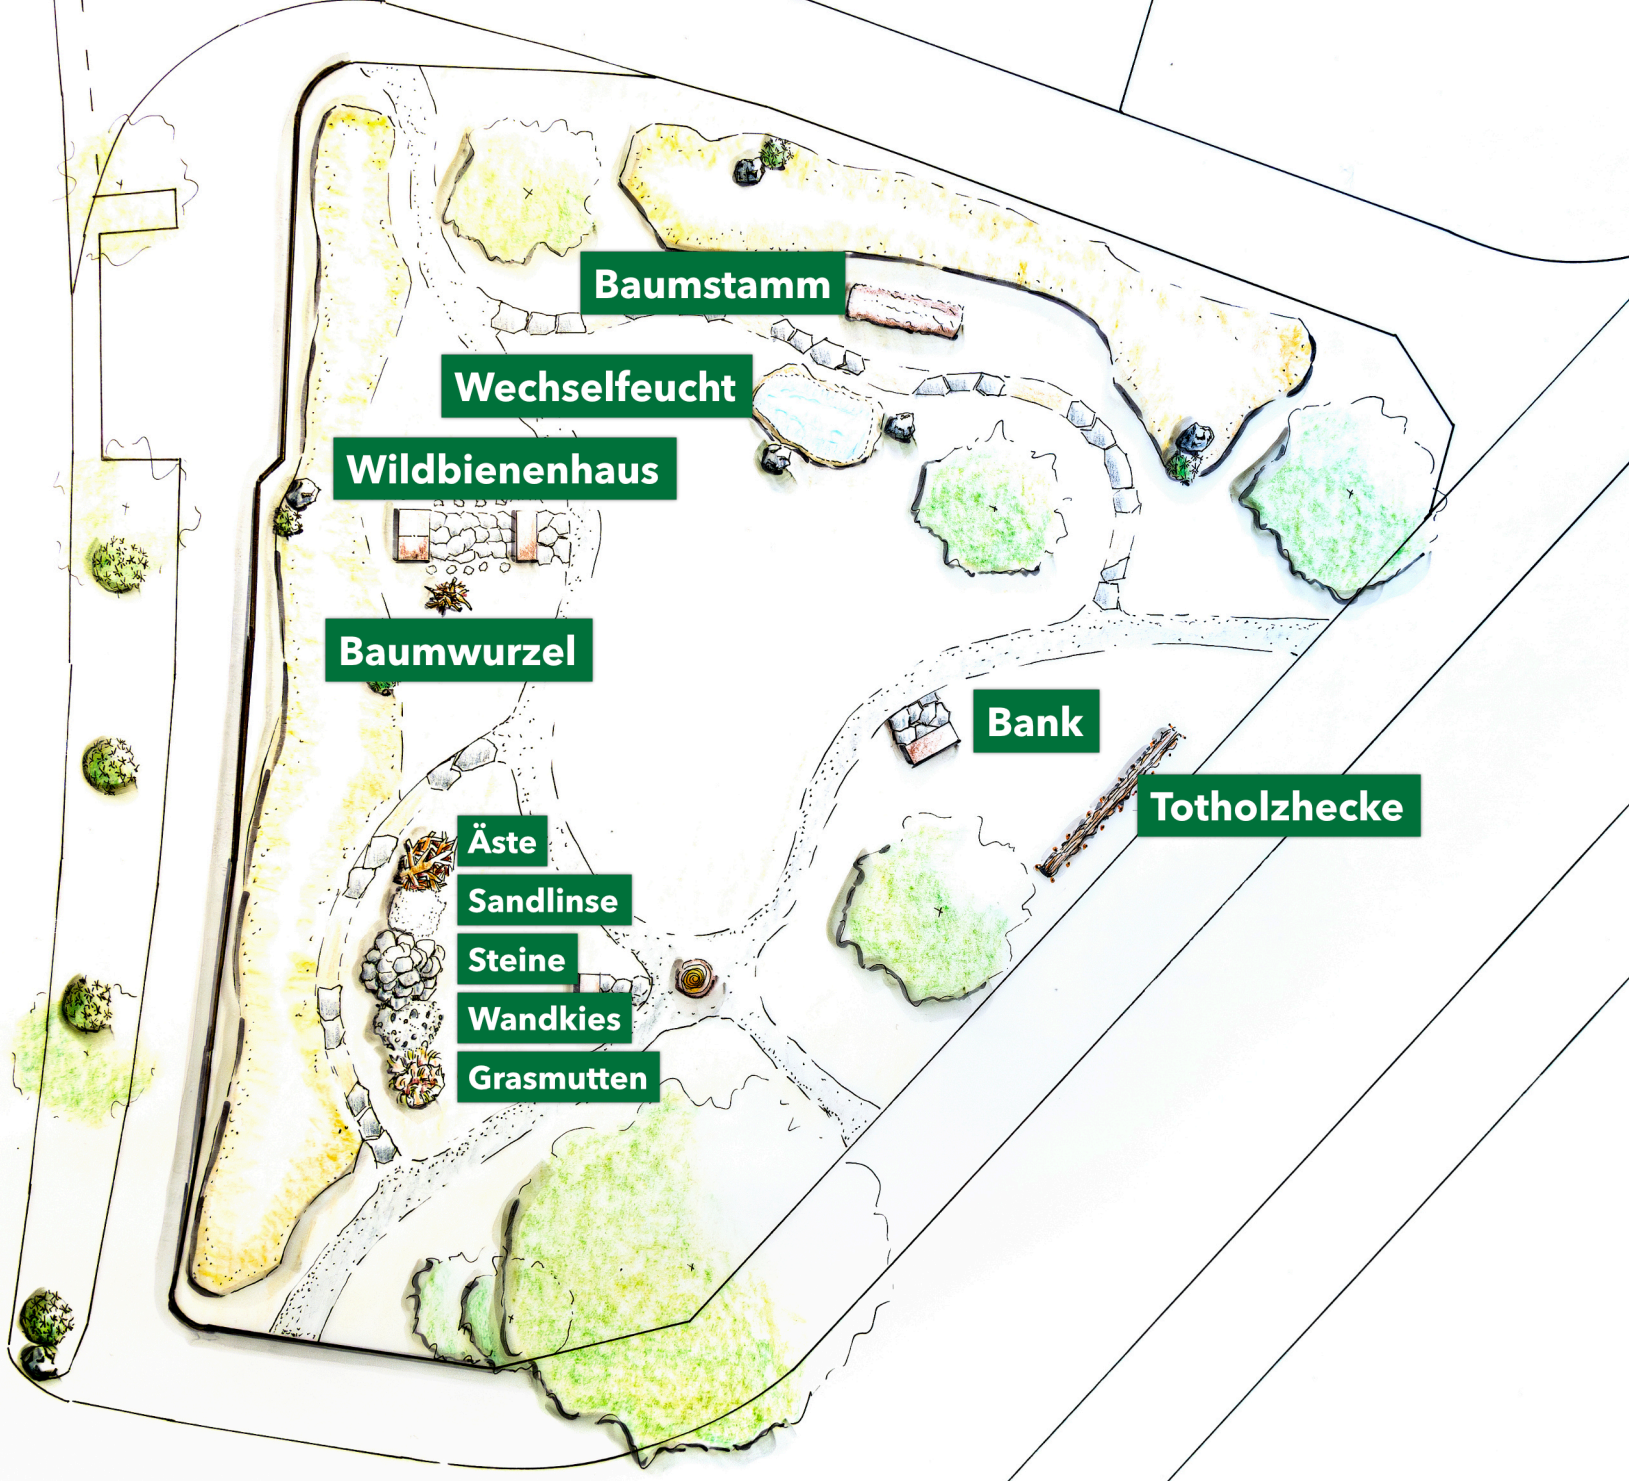 Baumstamm
Wechselfeucht
Wildbienenhaus
Baumwurzel
Bank
Totholzhecke
Äste
Sandlinse
Steine
Wandkies
Grasmutten